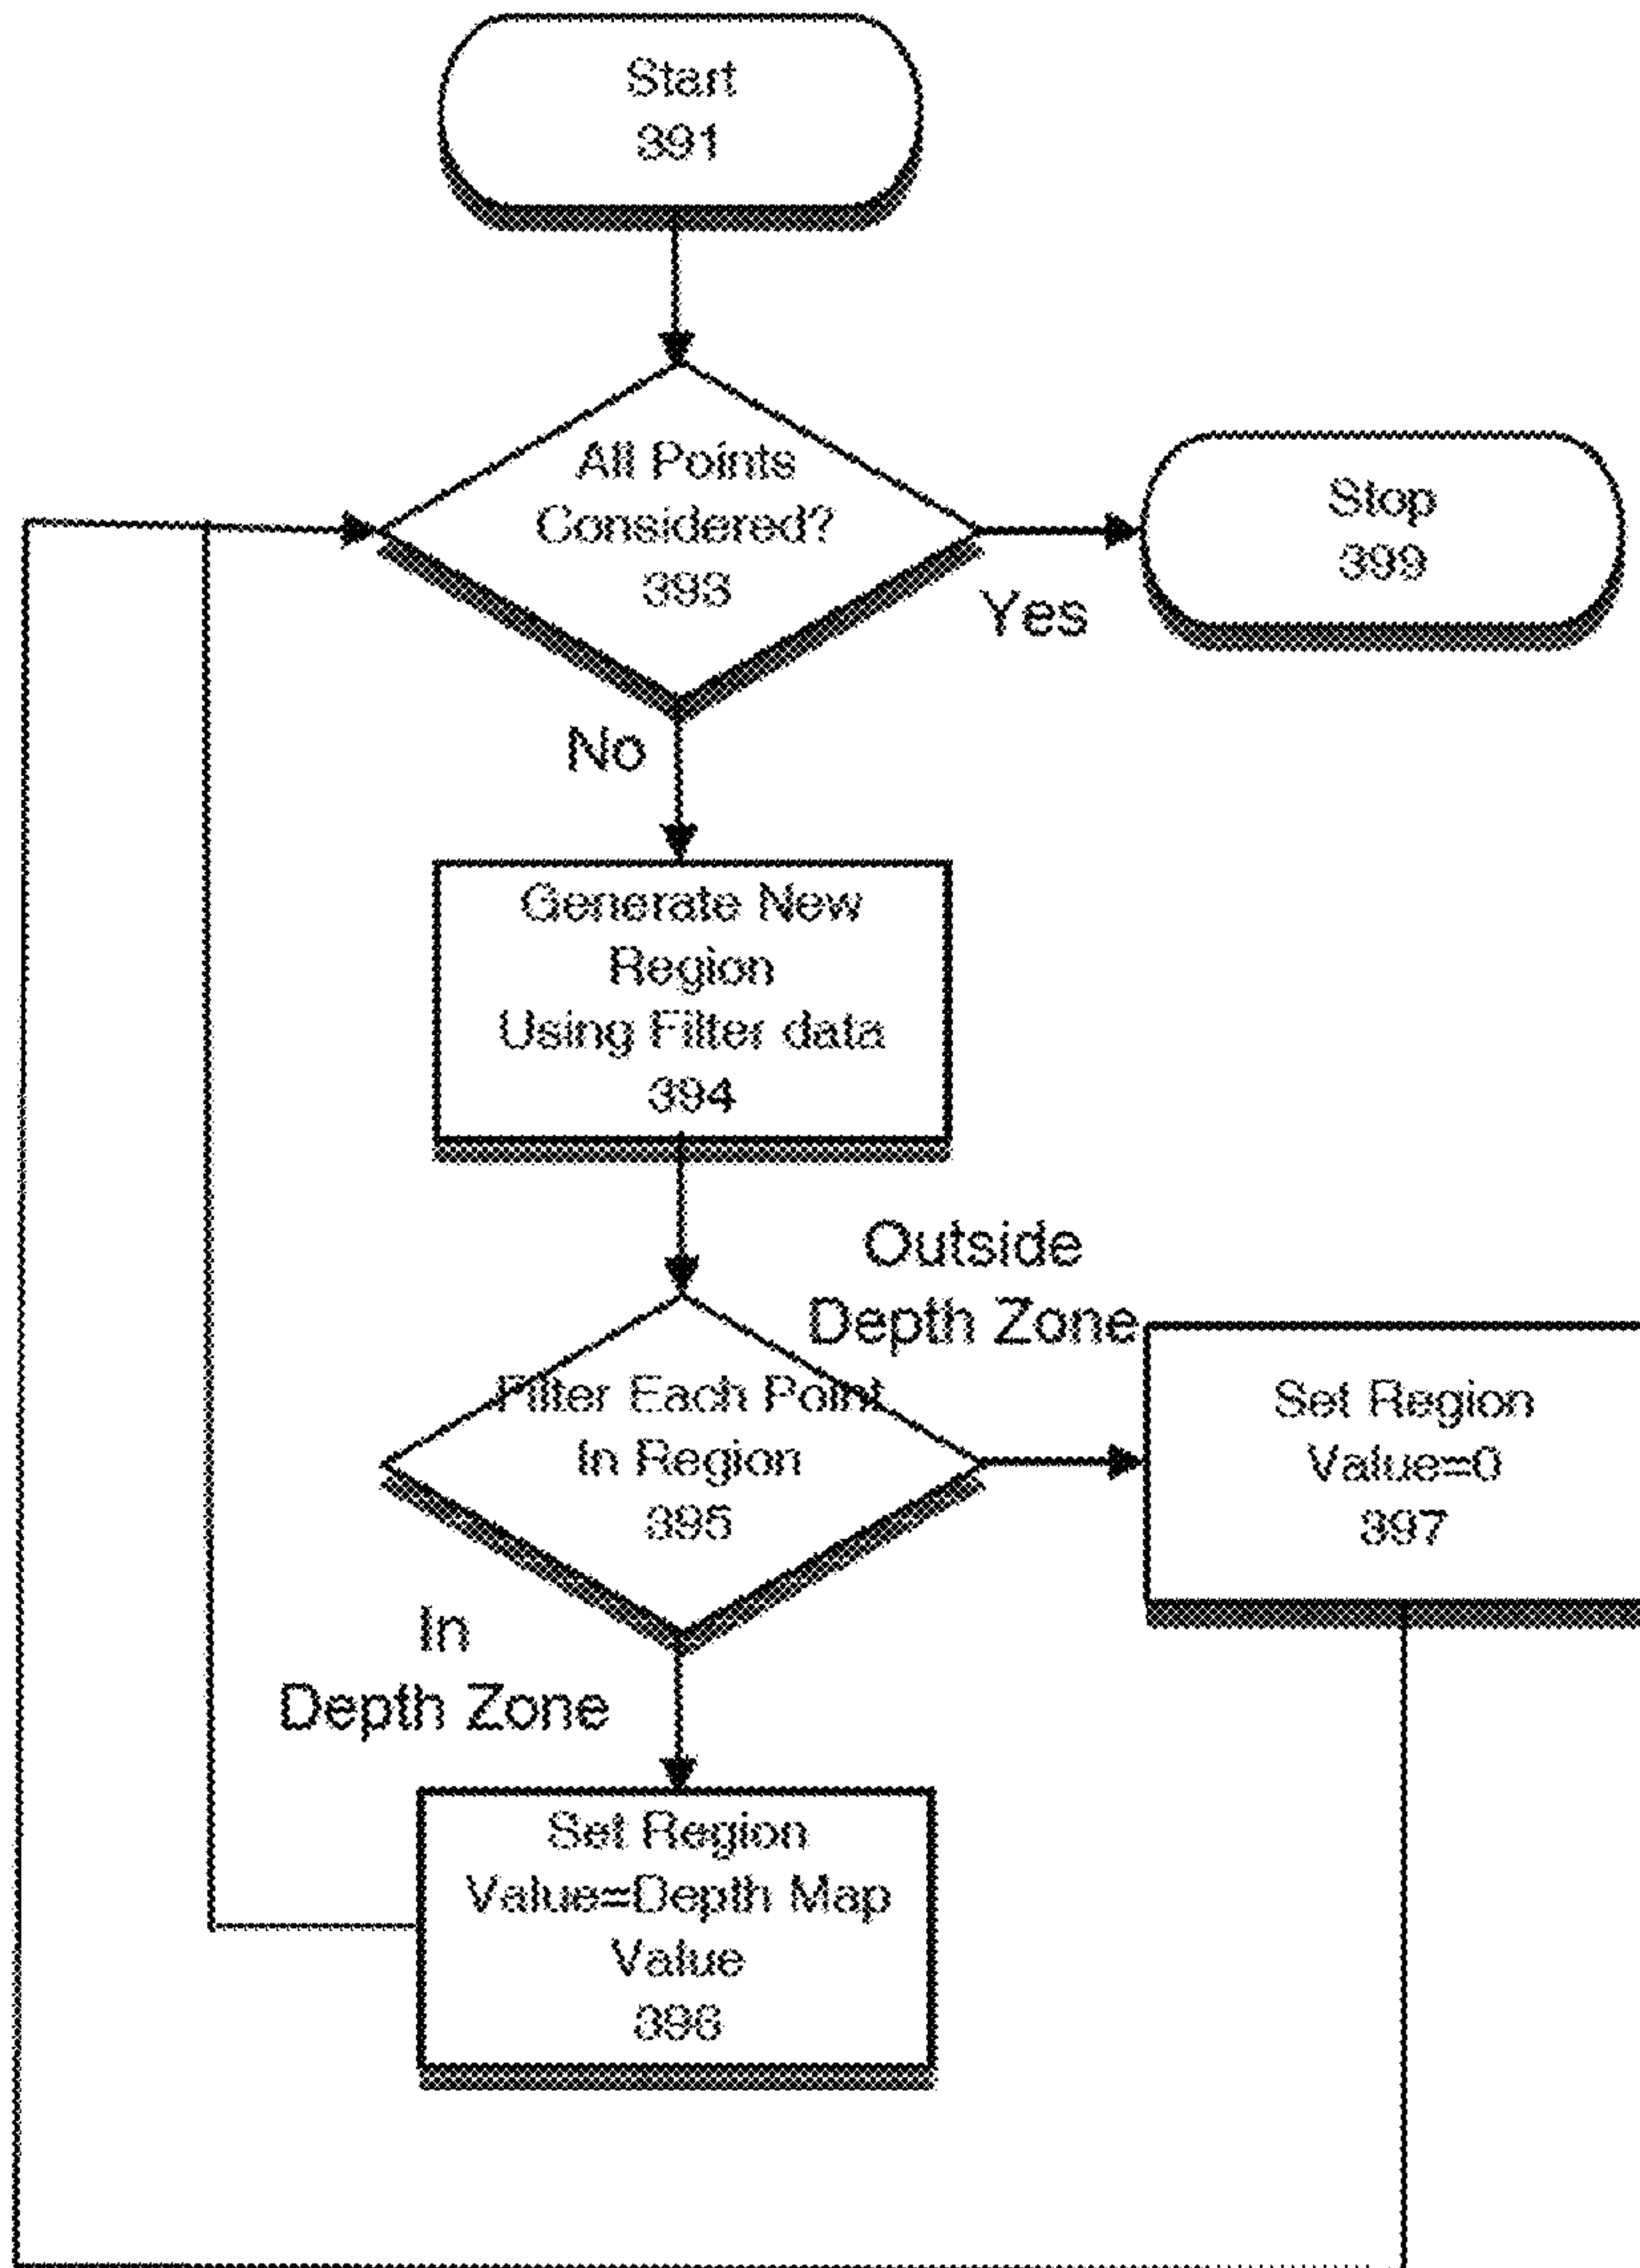 Start
391
All Points
Considered?
393
Yes
Stop
399
No
Generate New
Region
Using Filter data
394
Outside
Depth Zone
Filter Each Point
In Region
395
Set Region
Value=0
397
In
Depth Zone
Set Region
Value=Depth Map
Value
396